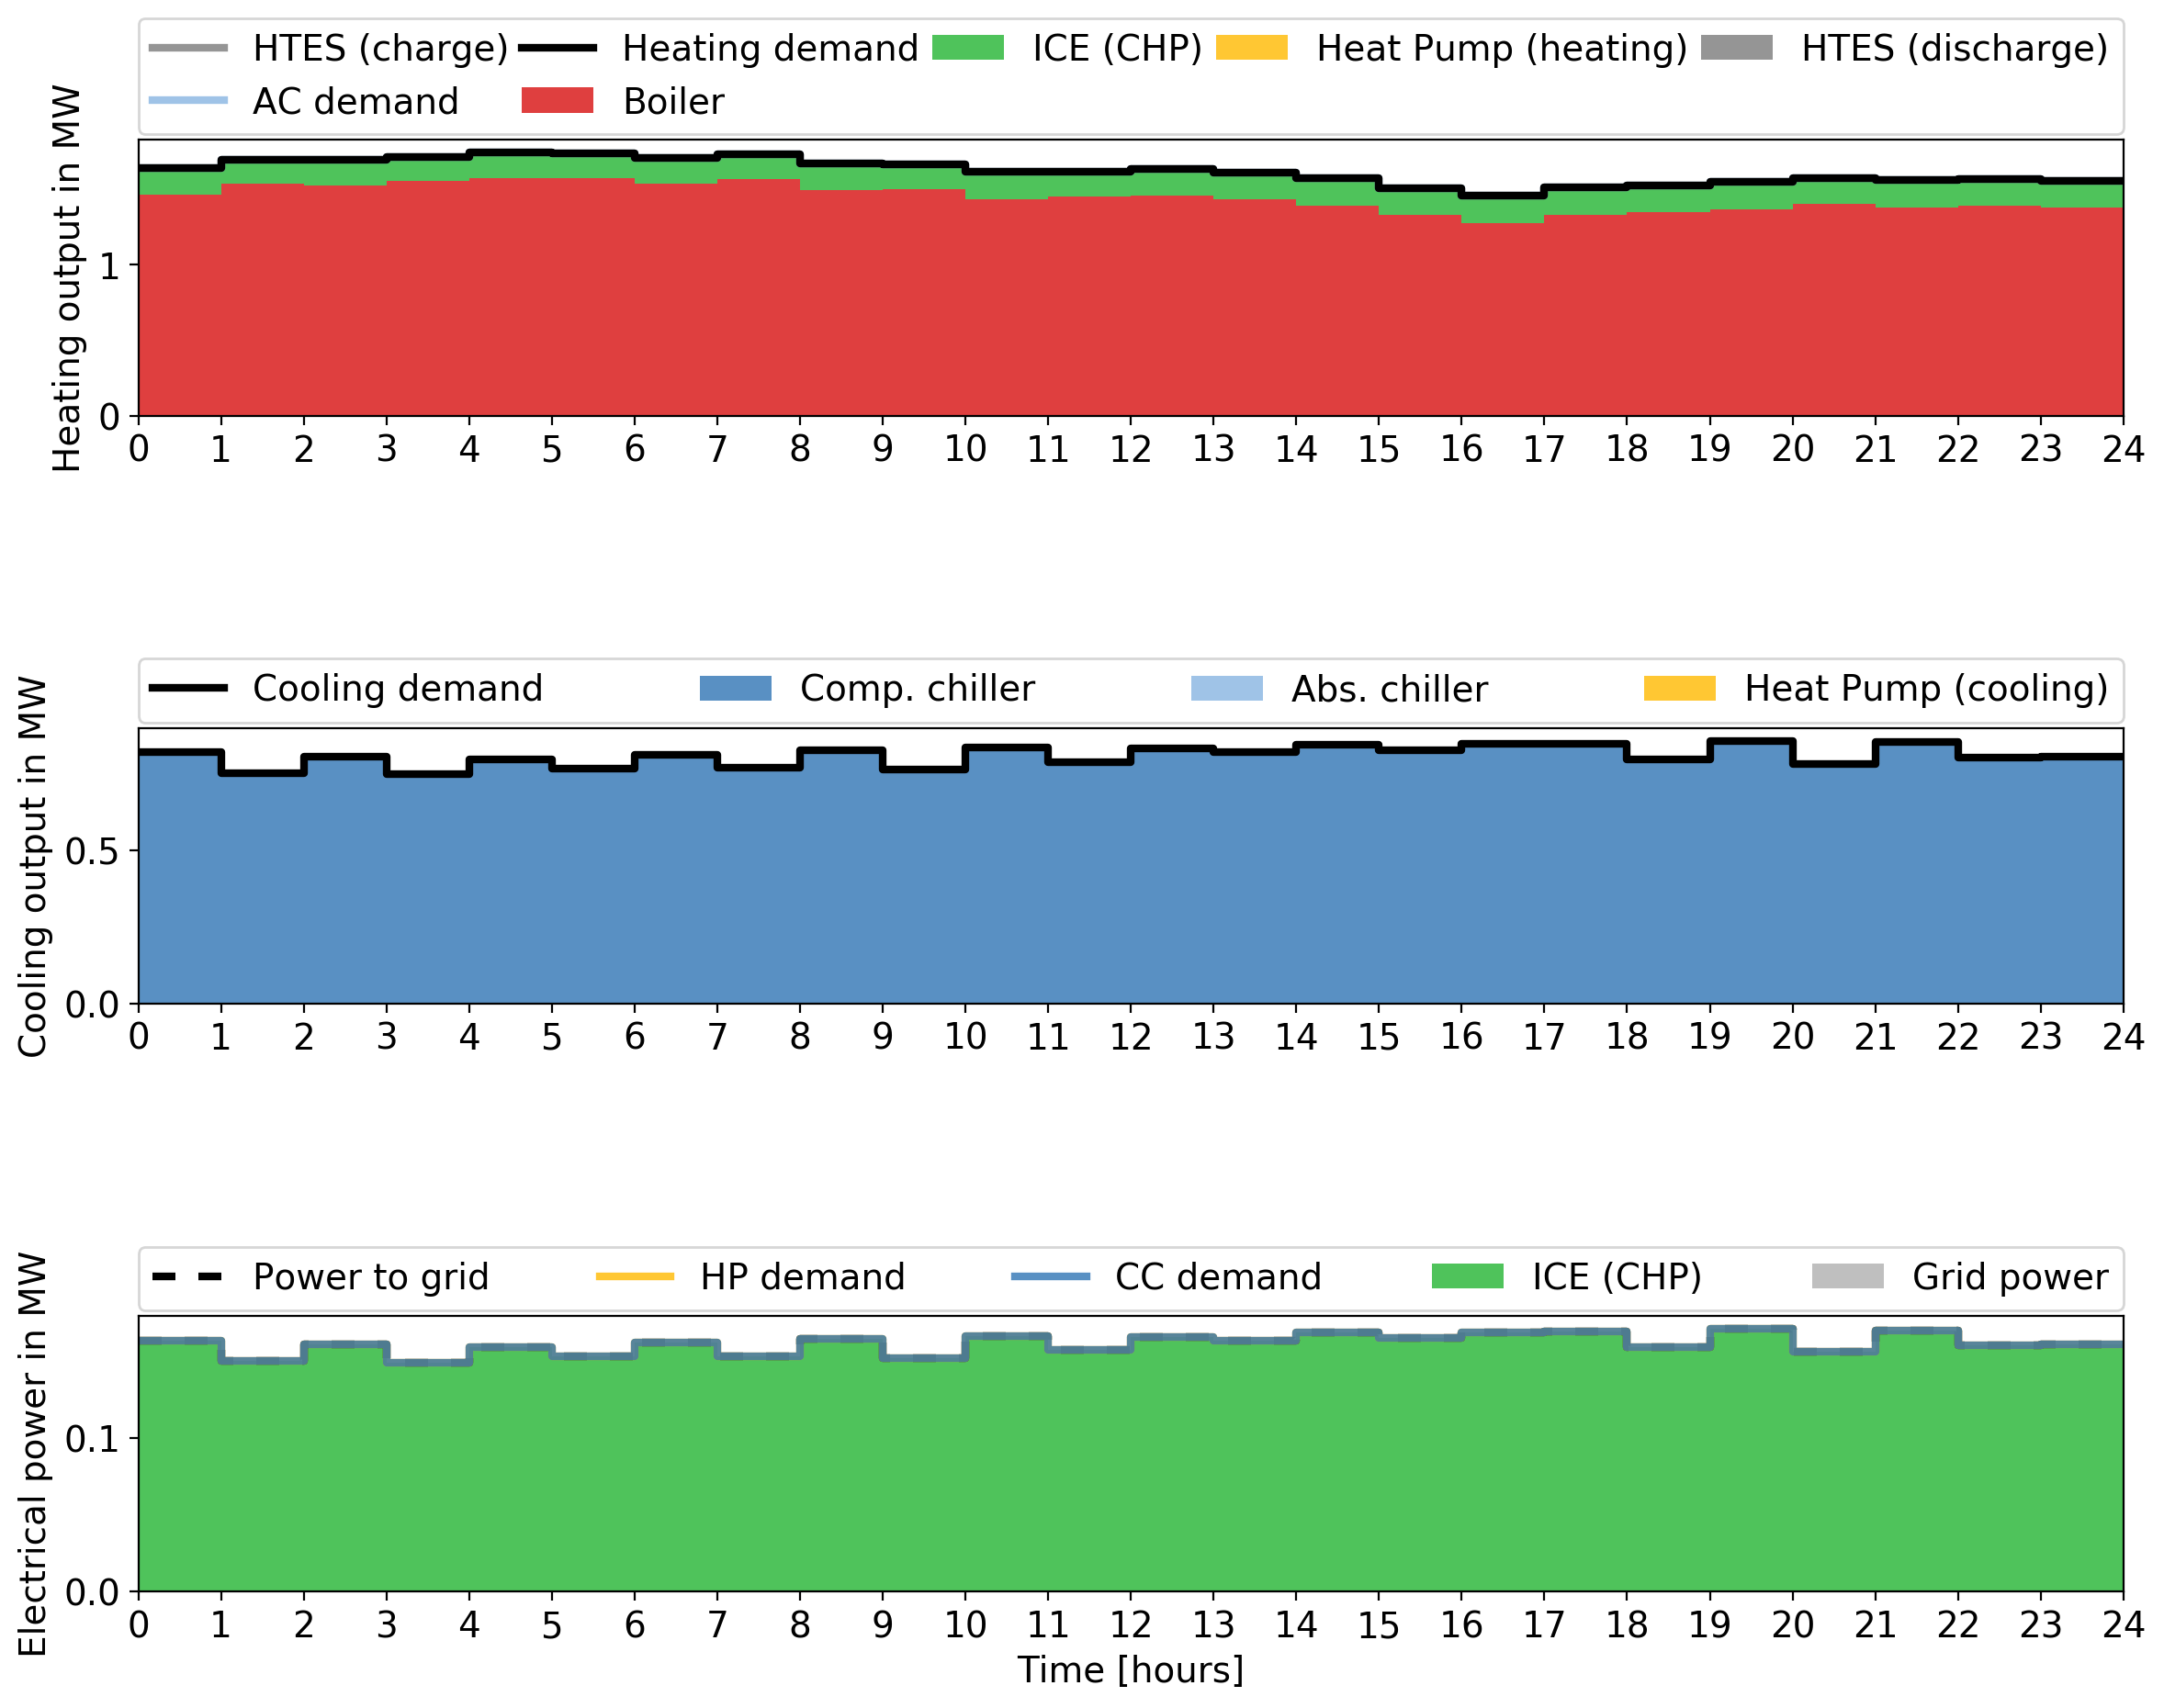 HTES (charge) Heating demand ICE (CHP) Heat Pump (heating) HTES (discharge)
AC demand Boiler
Heating output in MW
1
0
0 1 2 3 4 5 6 7 8 9 10 11 12 13 14 15 16 17 18 19 20 21 22 23 24
Cooling demand Comp. chiller Abs. chiller Heat Pump (cooling)
Cooling output in MW
0.5
0.0
0 1 2 3 4 5 6 7 8 9 10 11 12 13 14 15 16 17 18 19 20 21 22 23 24
Power to grid HP demand CC demand ICE (CHP) Grid power
Electrical power in MW
0.1
0.0
0 1 2 3 4 5 6 7 8 9 10 11 12 13 14 15 16 17 18 19 20 21 22 23 24
Time [hours]